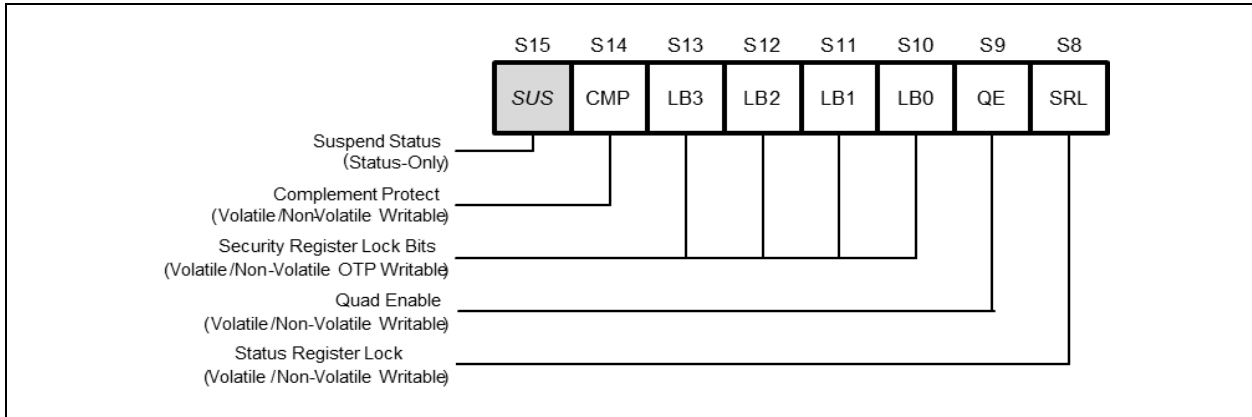 S15 S14 S13 S12 S11 S10 S9 S8
SUS CMP LB3 LB2 LB1 LB0 QE SRL
Suspend Status
(Status-Only)
Complement Protect
(Volatile/Non-Volatile Writable)
Security Register Lock Bits
(Volatile/Non-Volatile OTP Writable)
Quad Enable
(Volatile/Non-Volatile Writable)
Status Register Lock
(Volatile /Non-Volatile Writable)